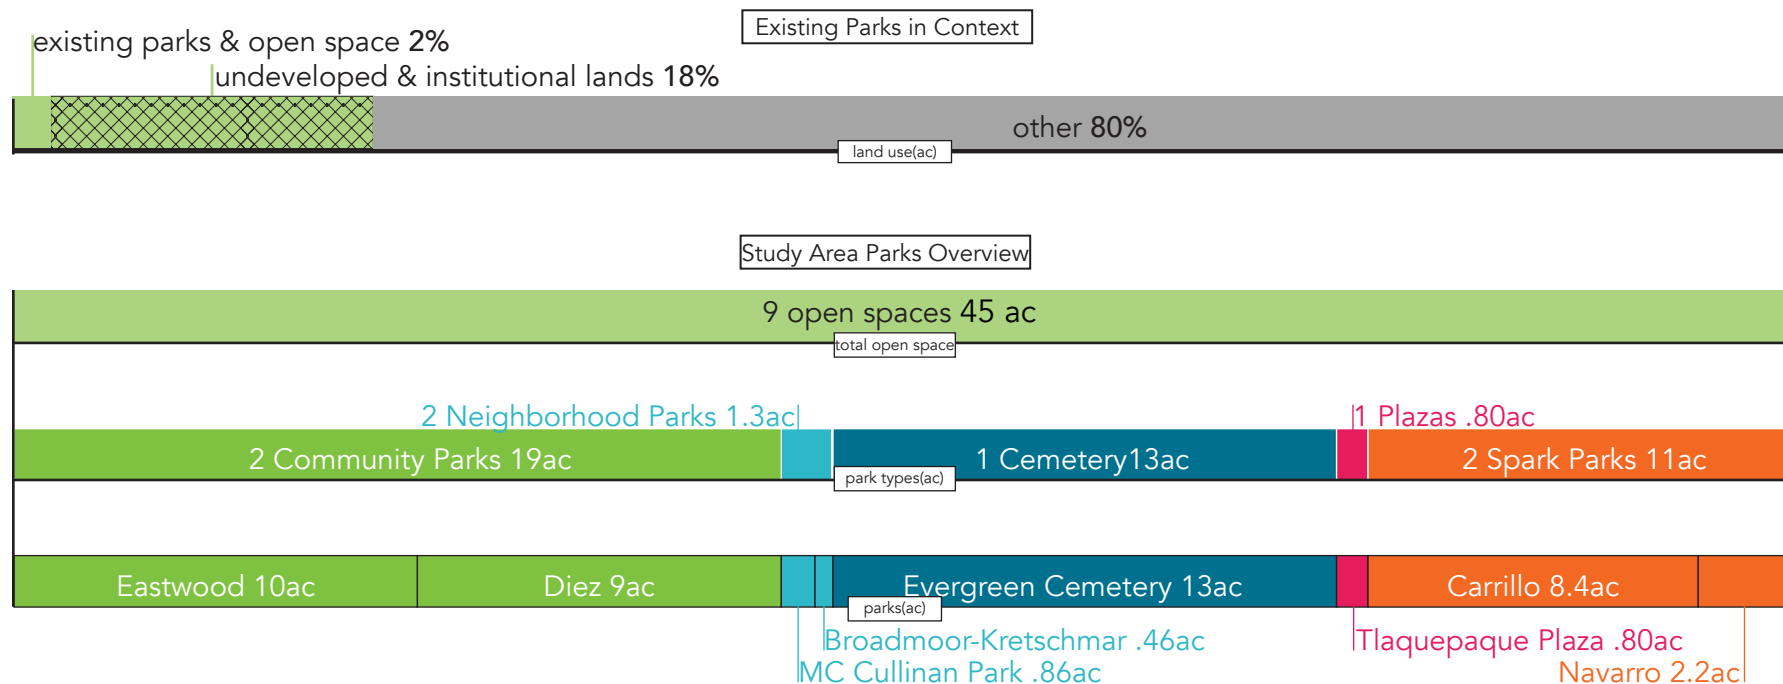 Existing Parks in Context
existing parks & open space 2%
undeveloped & institutional lands 18%
other 80%
land use(ac)
Study Area Parks Overview
9 open spaces 45 ac
total open space
2 Neighborhood Parks 1.3ac
1 Plazas .80ac
2 Community Parks 19ac
1 Cemetery13ac
2 Spark Parks 11ac
park types(ac)
Eastwood 10ac
Diez 9ac
Evergreen Cemetery 13ac
Carrillo 8.4ac
parks(ac)
Broadmoor-Kretschmar .46ac
Tlaquepaque Plaza .80ac
MC Cullinan Park .86ac
Navarro 2.2ac